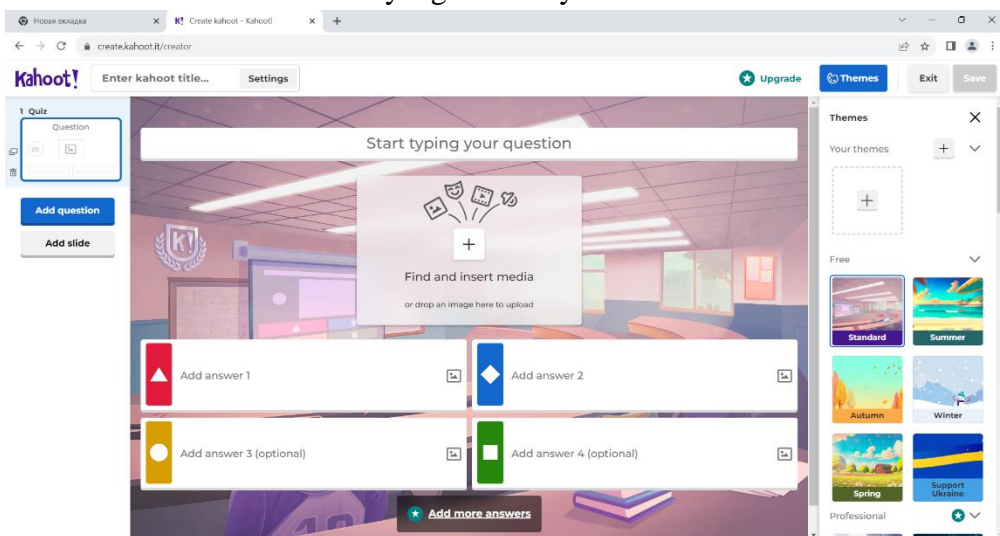 Новая вкладка
K! Create kahoot – Kahoot!
create.kahoot.it/creator
Kahoot!
Enter kahoot title...
Settings
Upgrade
Themes
Exit
Save
1 Quiz
Question
20
Add question
Add slide
Start typing your question
Find and insert media
or drop an image here to upload
Add answer 1
Add answer 2
Add answer 3 (optional)
Add answer 4 (optional)
Add more answers
K!
Themes
Your themes
Free
Standard
Summer
Autumn
Winter
Spring
Support
Ukraine
Professional